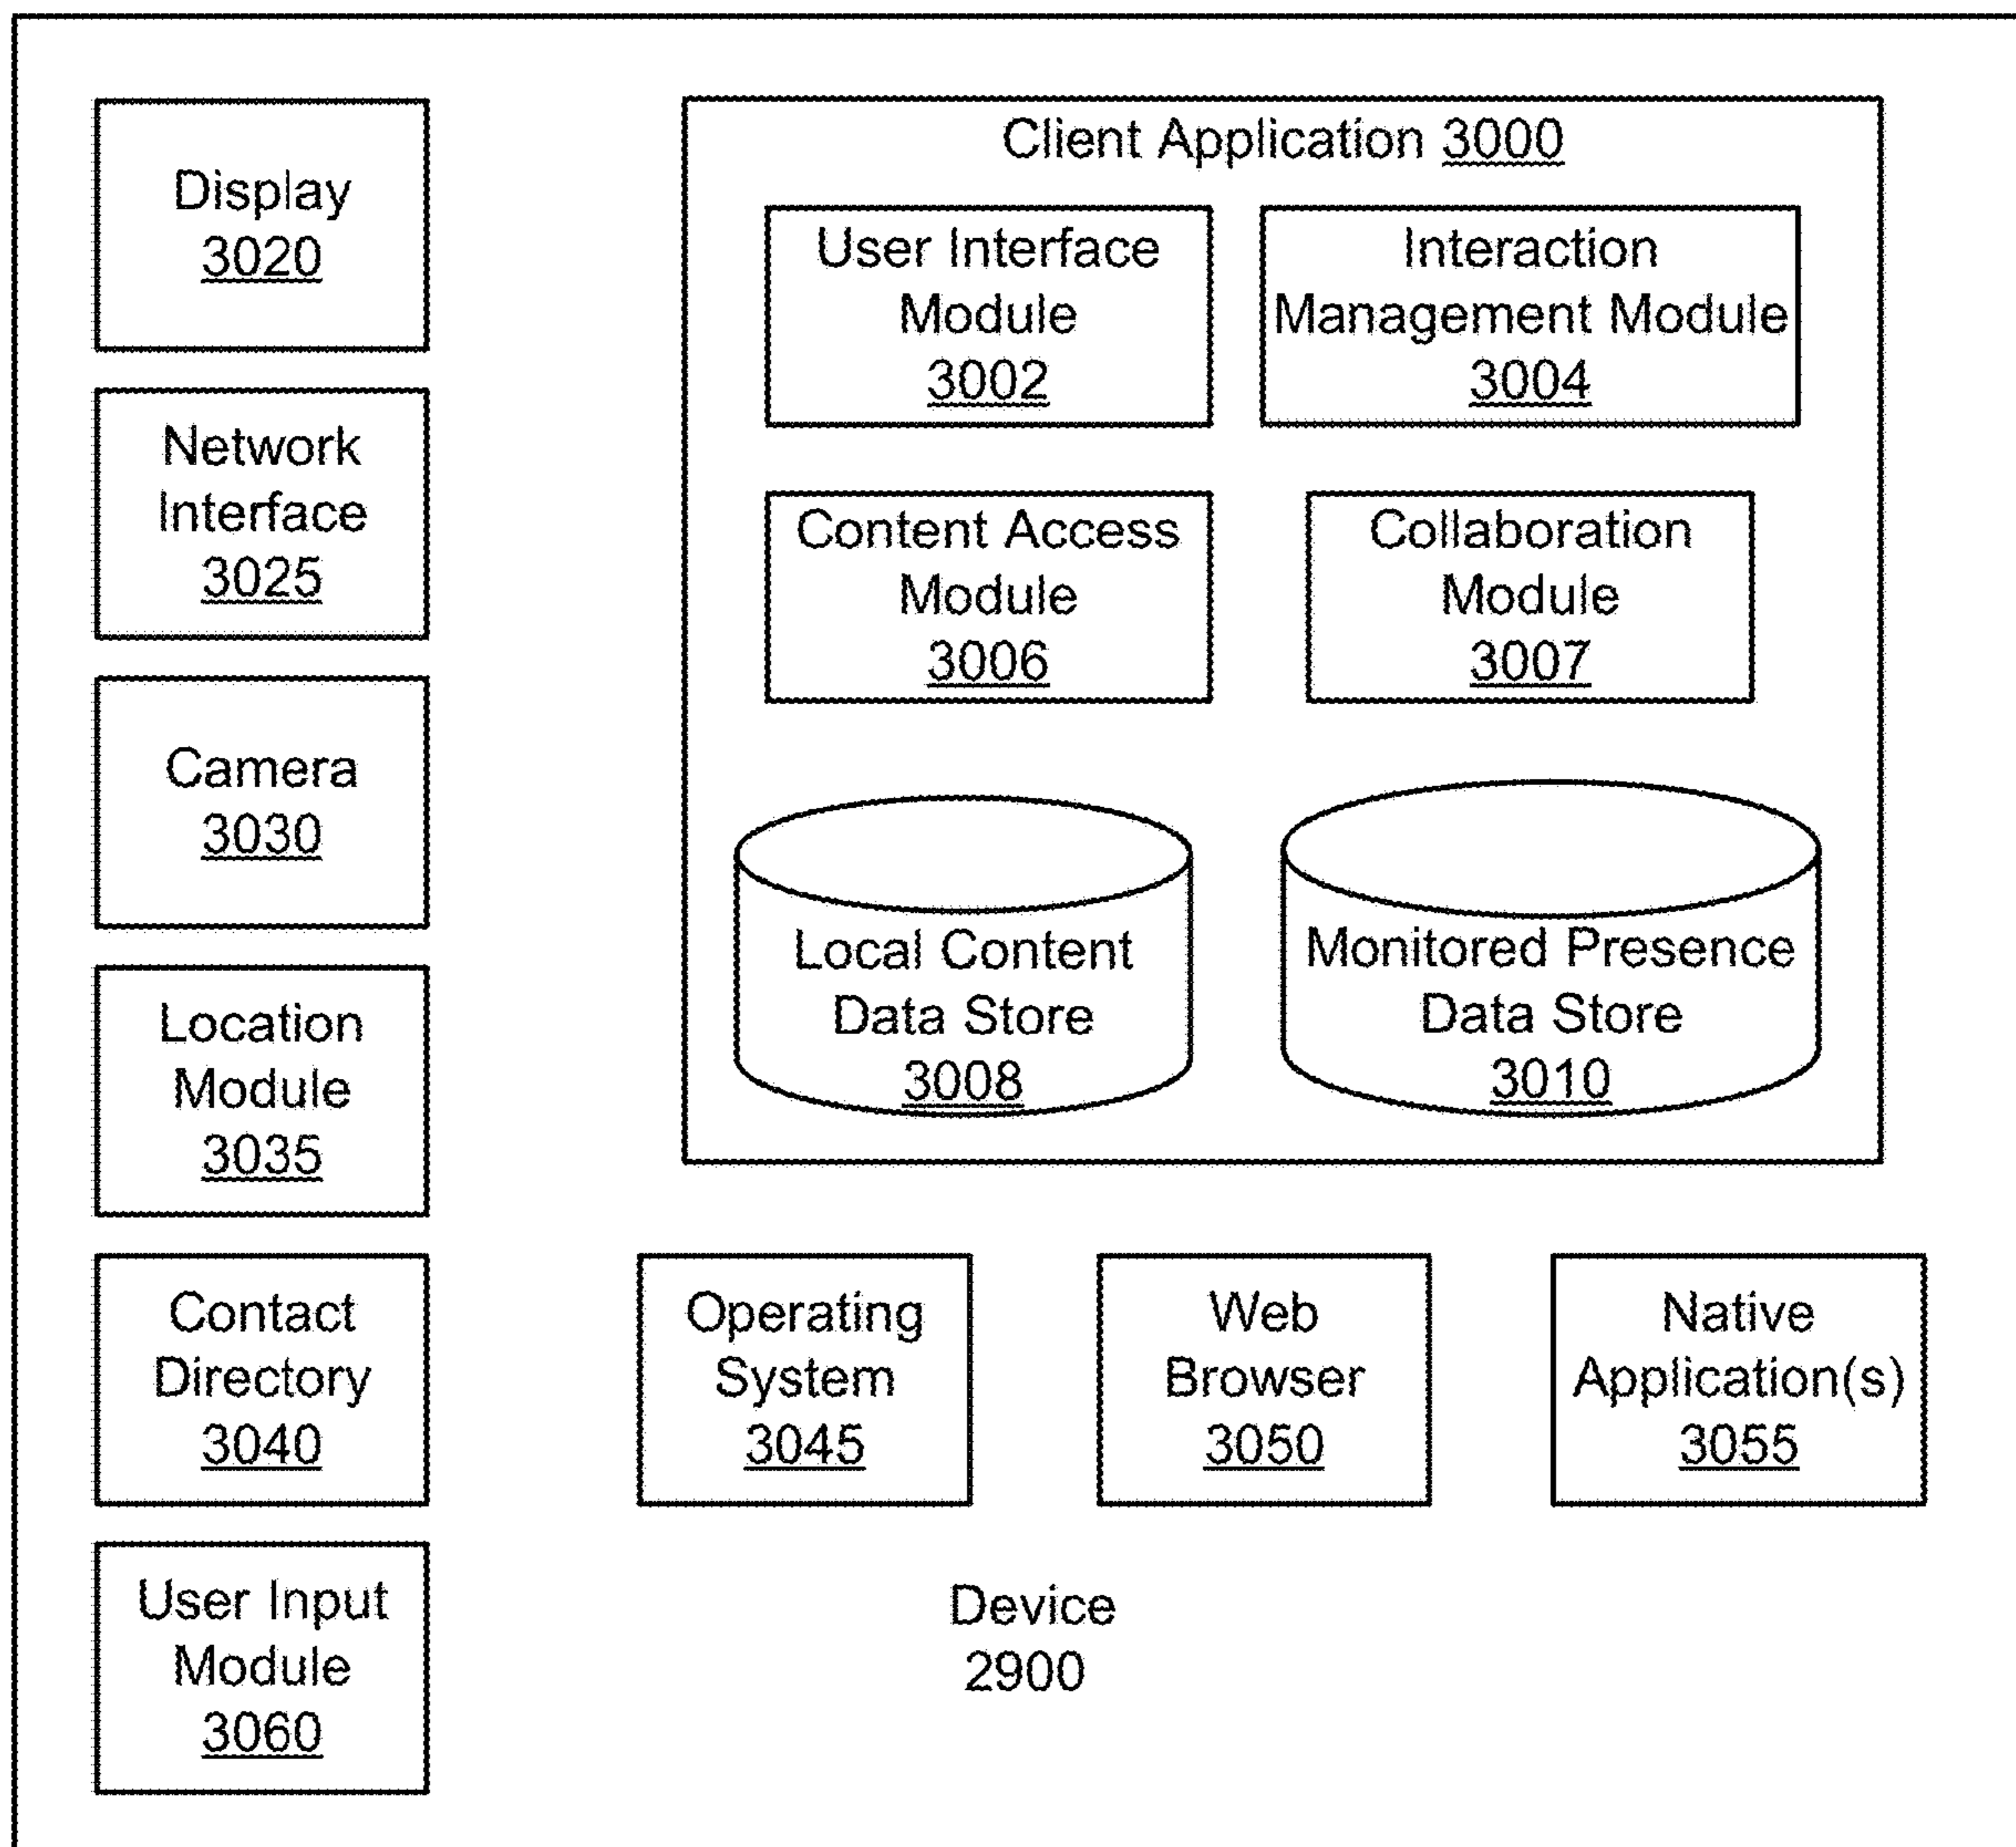 Display
3020
Network
Interface
3025
Camera
3030
Location
Module
3035
Contact
Directory
3040
User Input
Module
3060
Client Application 3000
User Interface
Module
3002
Interaction
Management Module
3004
Content Access
Module
3006
Collaboration
Module
3007
Local Content
Data Store
3008
Monitored Presence
Data Store
3010
Operating
System
3045
Web
Browser
3050
Native
Application(s)
3055
Device
2900